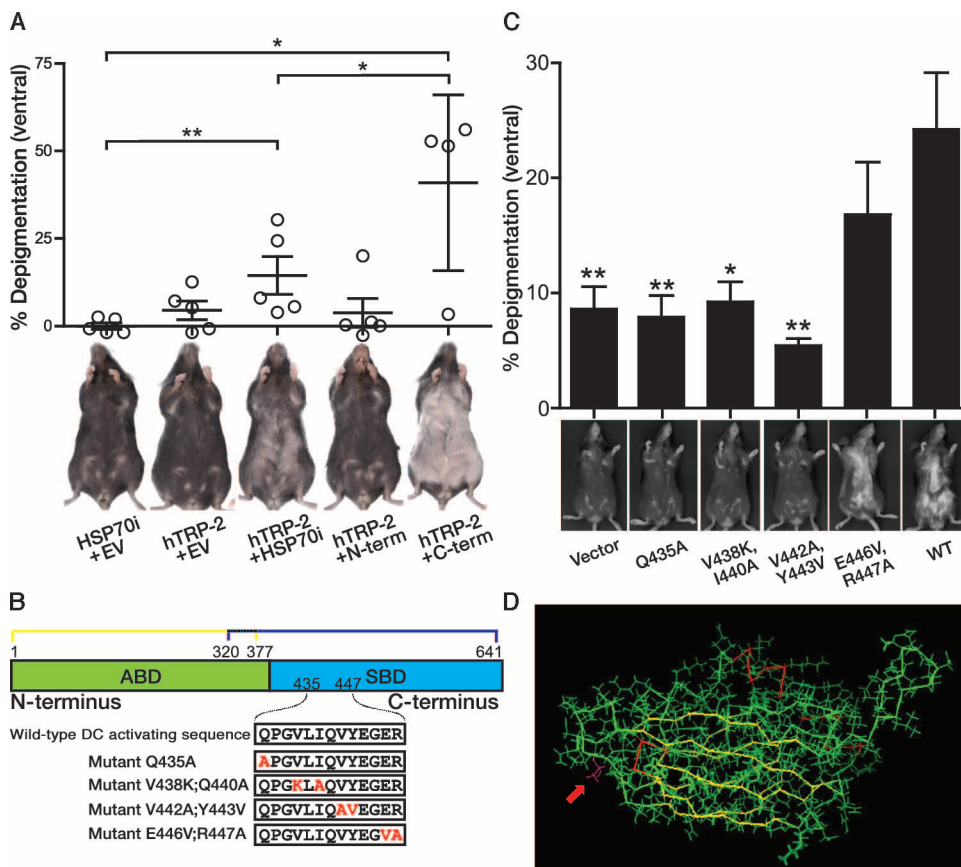 A
% Depigmentation (ventral)
75
50
25
0
*
*
**
HSP70i
+EV
hTRP-2
+EV
hTRP-2
+HSP70i
hTRP-2
+N-term
hTRP-2
+C-term
B
1
320
377
641
ABD
SBD
435
447
N-terminus
C-terminus
Wild-type DC activating sequence
QPGVLIQVYEGER
Mutant Q435A
APGVLIQVYEGER
Mutant V438K;Q440A
QPGKLAQVYEGER
Mutant V442A;Y443V
QPGVLIQAVEGER
Mutant E446V;R447A
QPGVLIQVYEGVA
C
% Depigmentation (ventral)
30
20
10
0
**
**
*
**
Vector
Q435A
V438K,
I440A
V442A,
Y443V
E446V,
R447A
WT
D